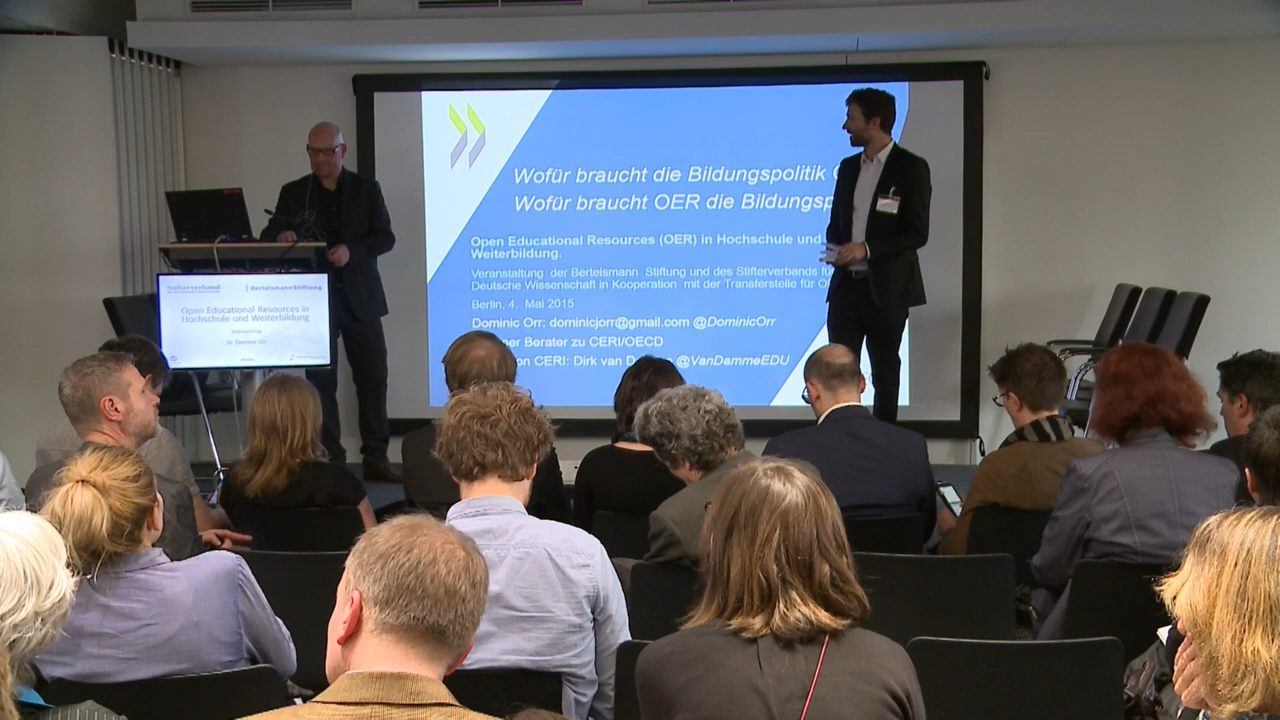 Wofür braucht die Bildungspolitik
Wofür braucht OER die
Open Educational Resources (OER) in Hochschule und
Weiterbildung.
Veranstaltung der Bertelsmann Stiftung und des Stifterverbands
Deutsche Wissenschaft in Kooperation mit der Transferstelle für
Berlin, 4. Mai 2015
Dominic Orr: dominicjorr@gmail.com @DominicOrr
Berater zu CERI/OECD
CERI: Dirk van @VanDammeEDU
Stifterverband
BertelsmannStiftung
Open Educational Resources in
Hochschule und Weiterbildung
Dr. Dominic Orr